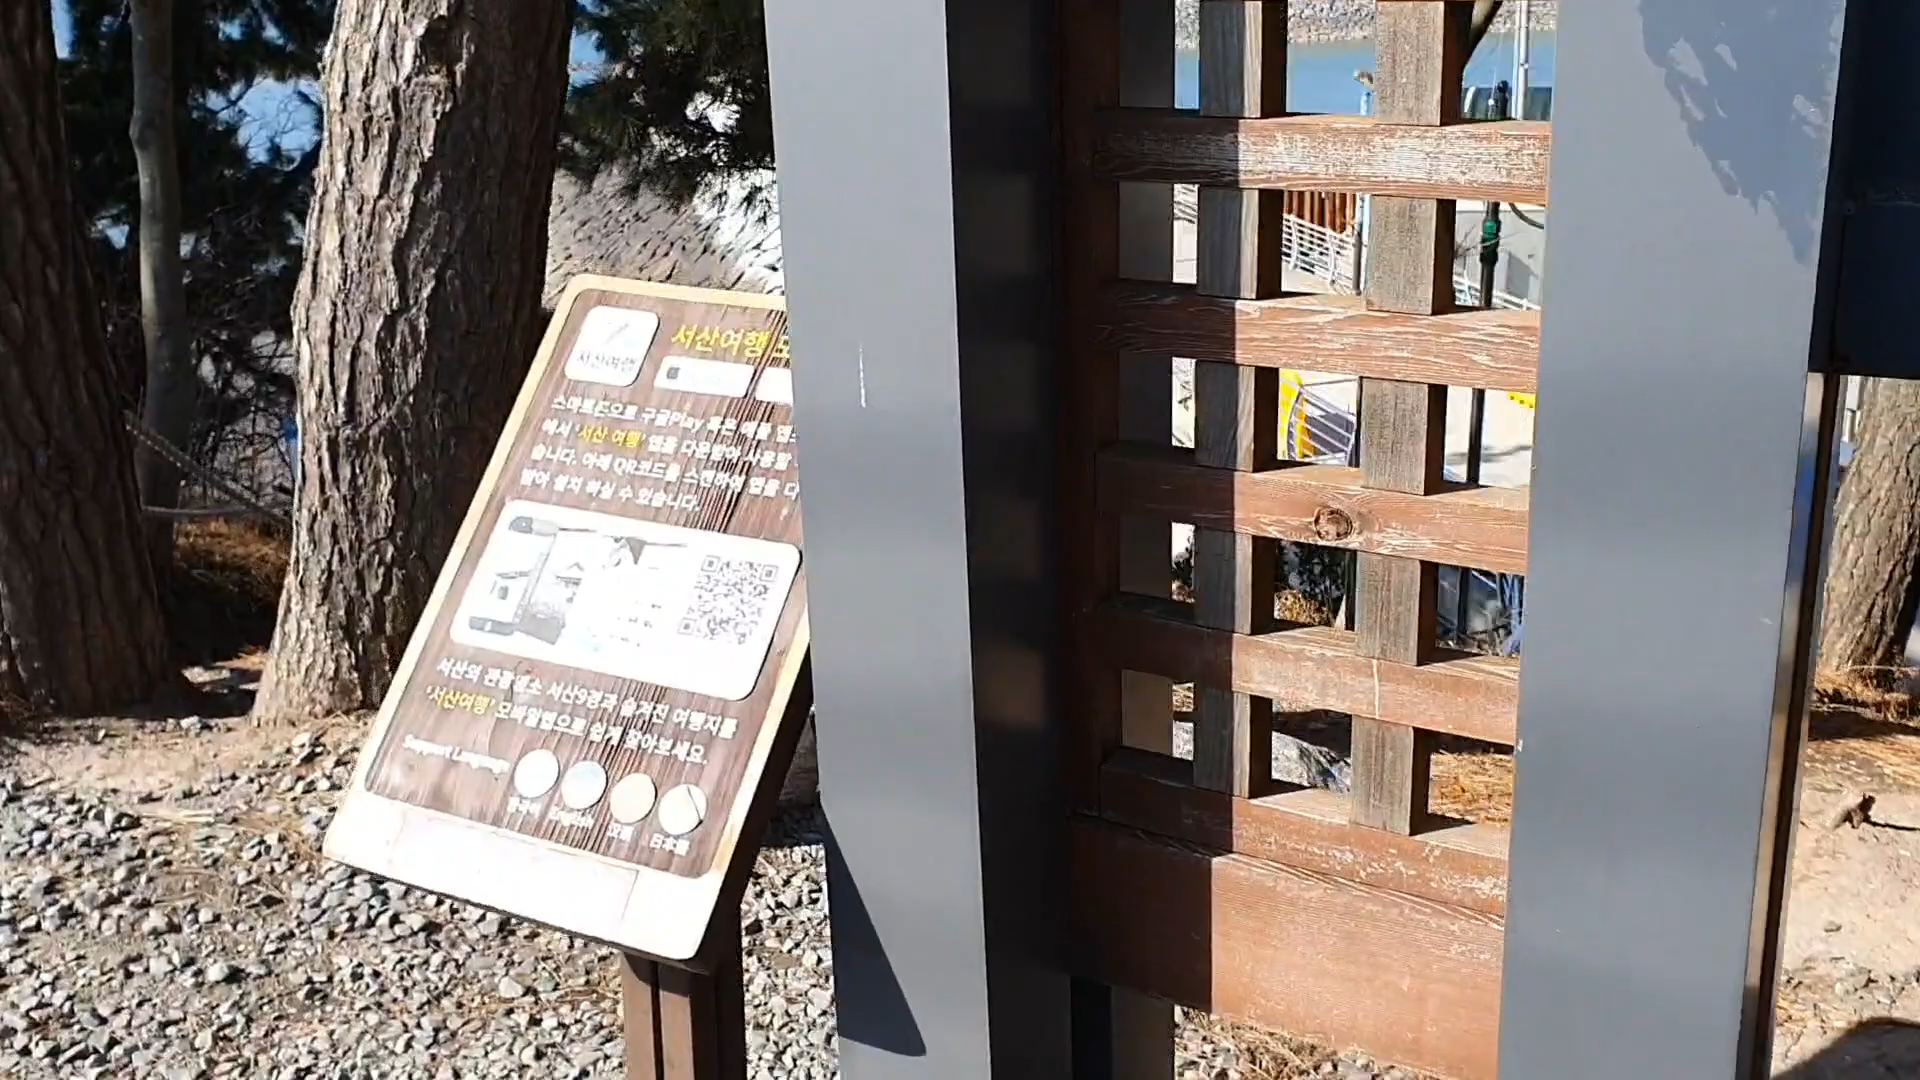 서산여행
서산여행
스마트폰으로 구글Play 혹은 애플 앱
에서 '서산 여행' 앱을 다운받아 사용할
습니다. 아래 QR코드를 스캔하여 앱을 다
받아 설치 하실 수 있습니다.
서산의 관광명소 서산9경과 숨겨진 여행지를
'서산여행' 모바일앱으로 쉽게 찾아보세요.
Support Language
한국어 English 日本語